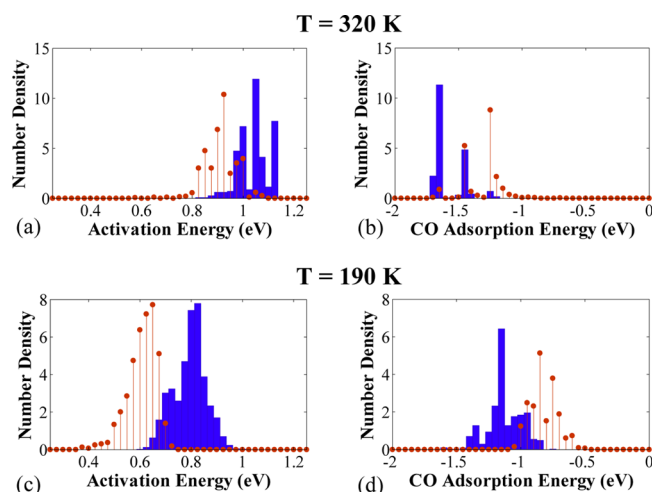 T = 320 K
Number Density
15
10
5
0
0.4 0.6 0.8 1 1.2
(a) Activation Energy (eV)
Number Density
15
10
5
0
-2 -1.5 -1 -0.5 0
(b) CO Adsorption Energy (eV)
T = 190 K
Number Density
8
6
4
2
0
0.4 0.6 0.8 1 1.2
(c) Activation Energy (eV)
Number Density
8
6
4
2
0
-2 -1.5 -1 -0.5 0
(d) CO Adsorption Energy (eV)